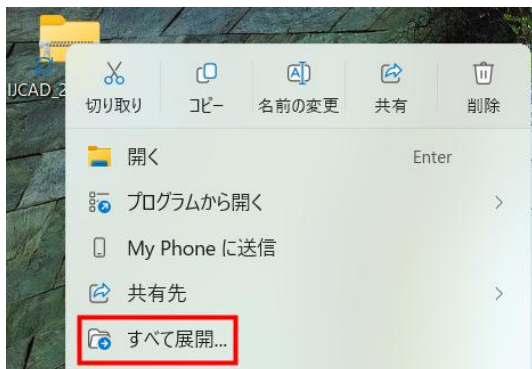 IJCAD_2
切り取り
コピー
名前の変更
共有
削除
開く Enter
プログラムから開く
My Phone に送信
共有先
すべて展開...